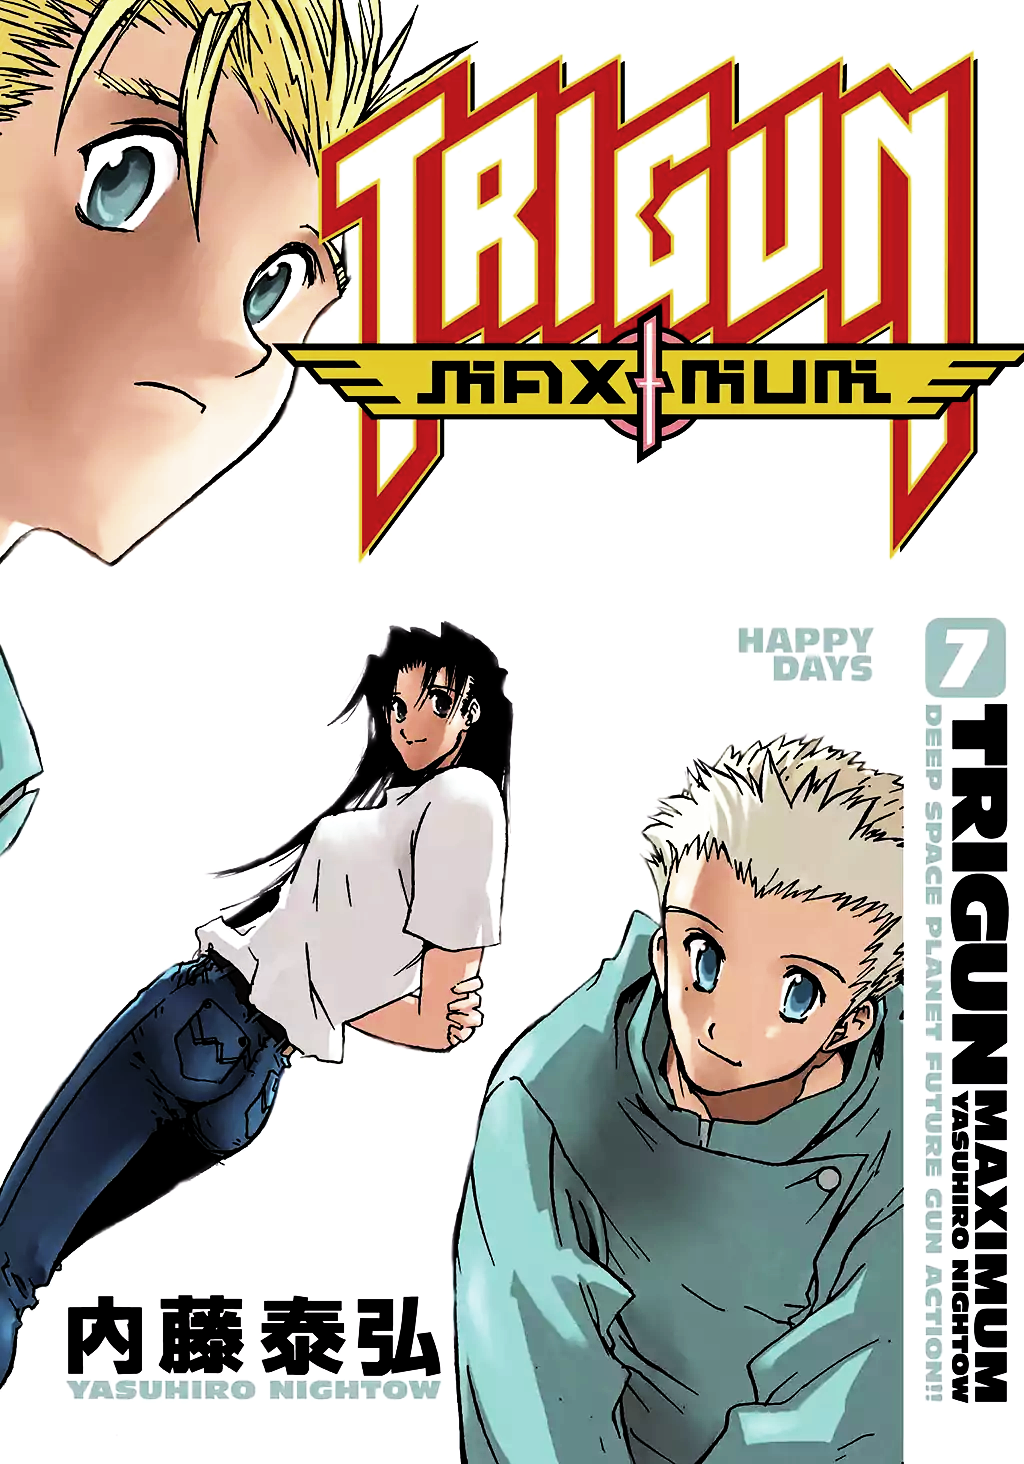 TRIGUN
MAXIMUM
HAPPY
DAYS
7
TRIGUN MAXIMUM
YASUHIRO NIGHTOW
DEEP SPACE PLANET FUTURE GUN ACTION!!
内藤泰弘
YASUHIRO NIGHTOW